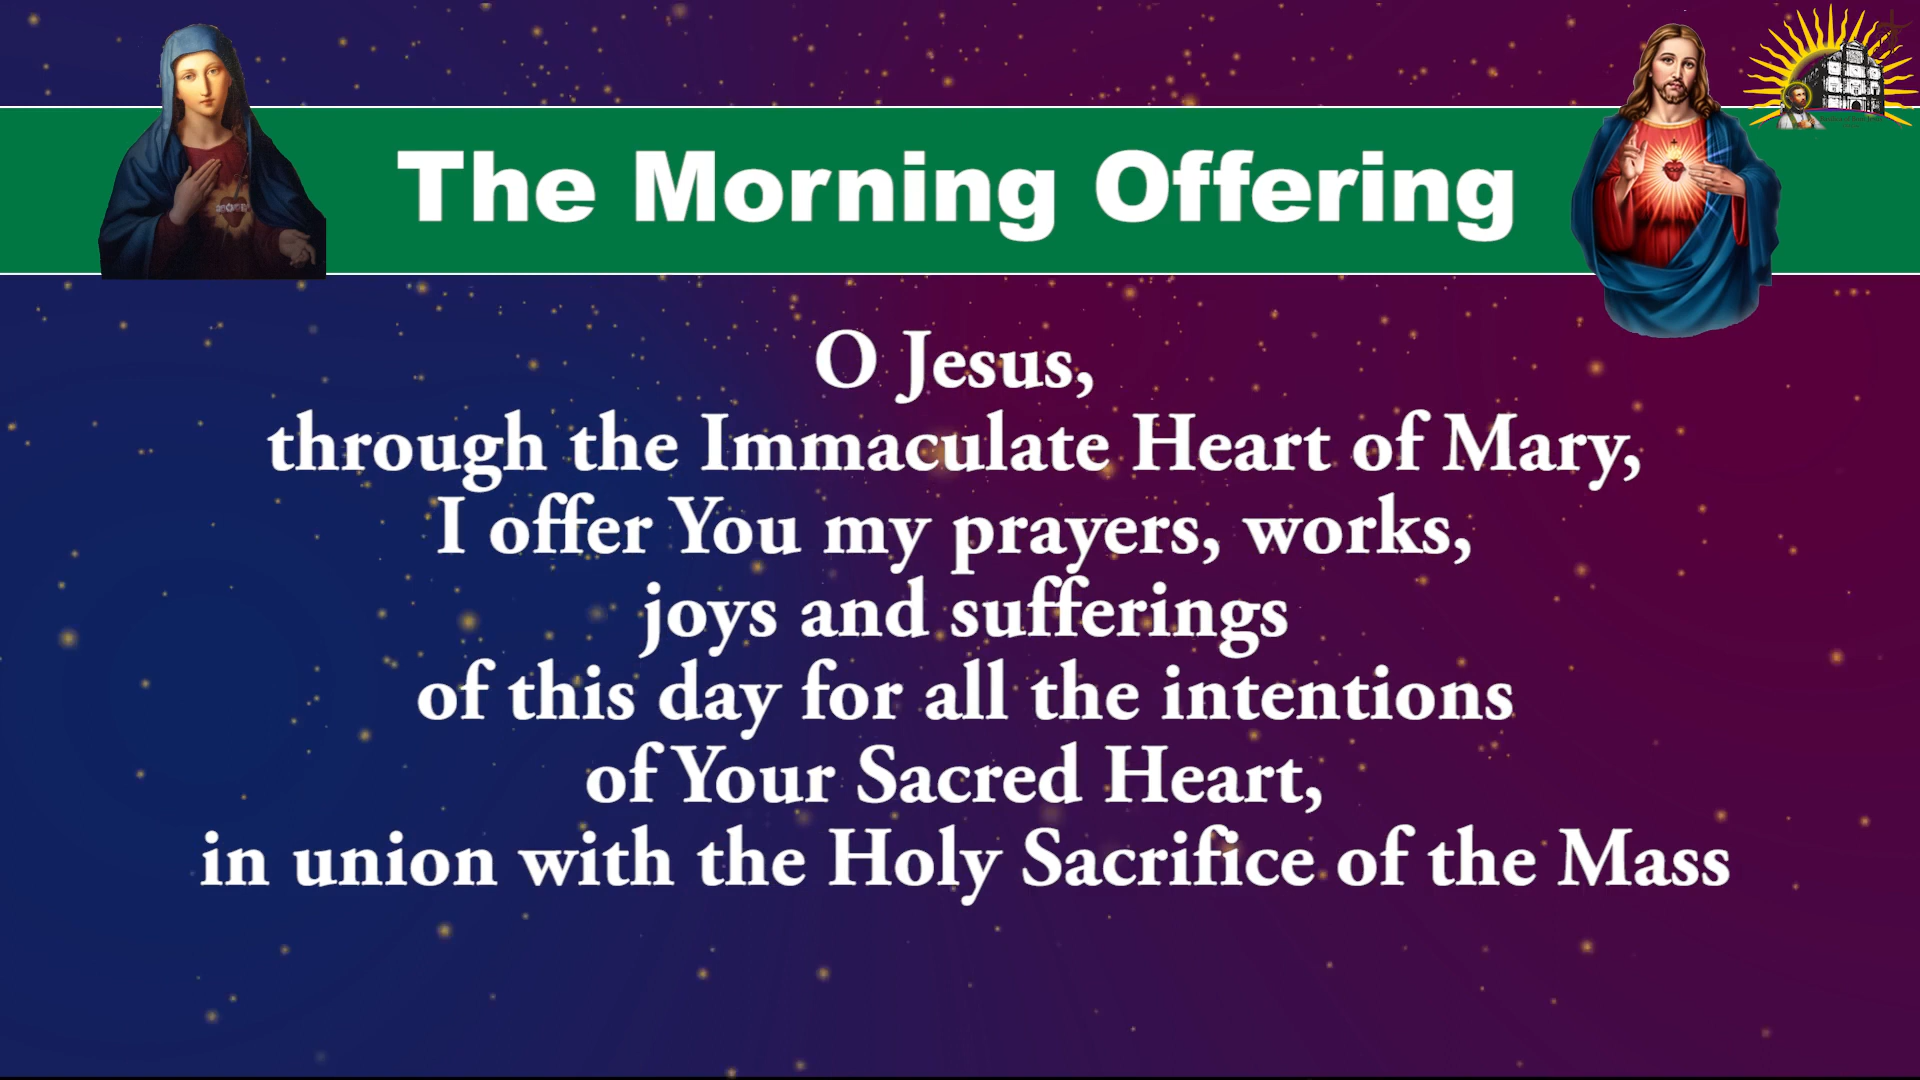 The Morning Offering
O Jesus,
through the Immaculate Heart of Mary,
I offer You my prayers, works,
joys and sufferings
of this day for all the intentions
of Your Sacred Heart,
in union with the Holy Sacrifice of the Mass